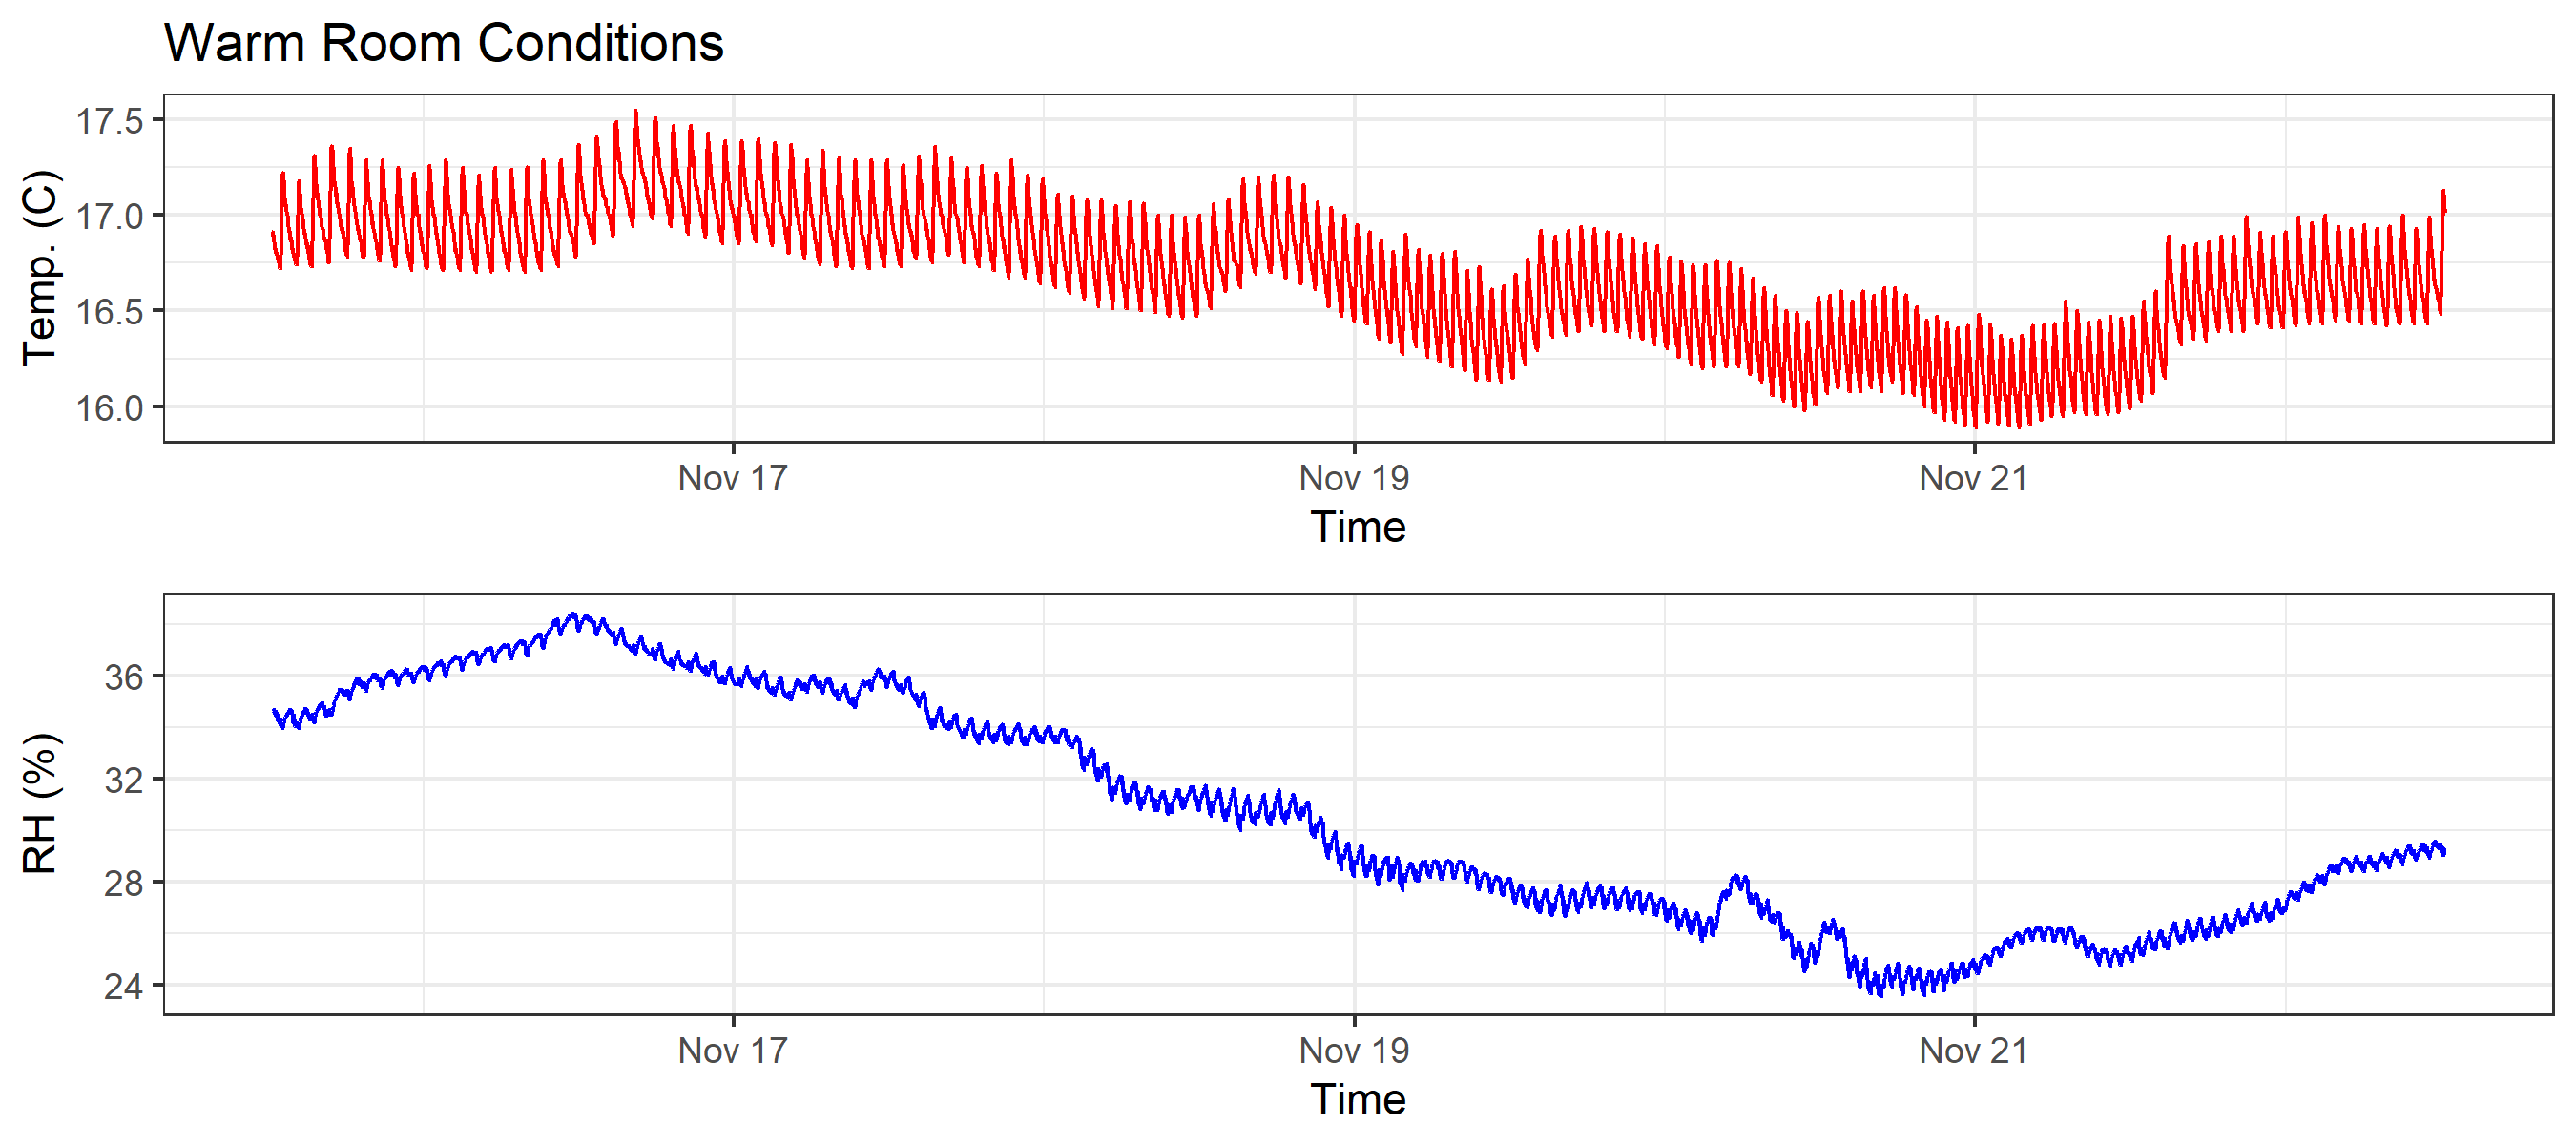 Warm Room Conditions
Temp. (C)
17.5
17.0
16.5
16.0
Nov 17 Nov 19 Nov 21
Time
RH (%)
36
32
28
24
Nov 17 Nov 19 Nov 21
Time